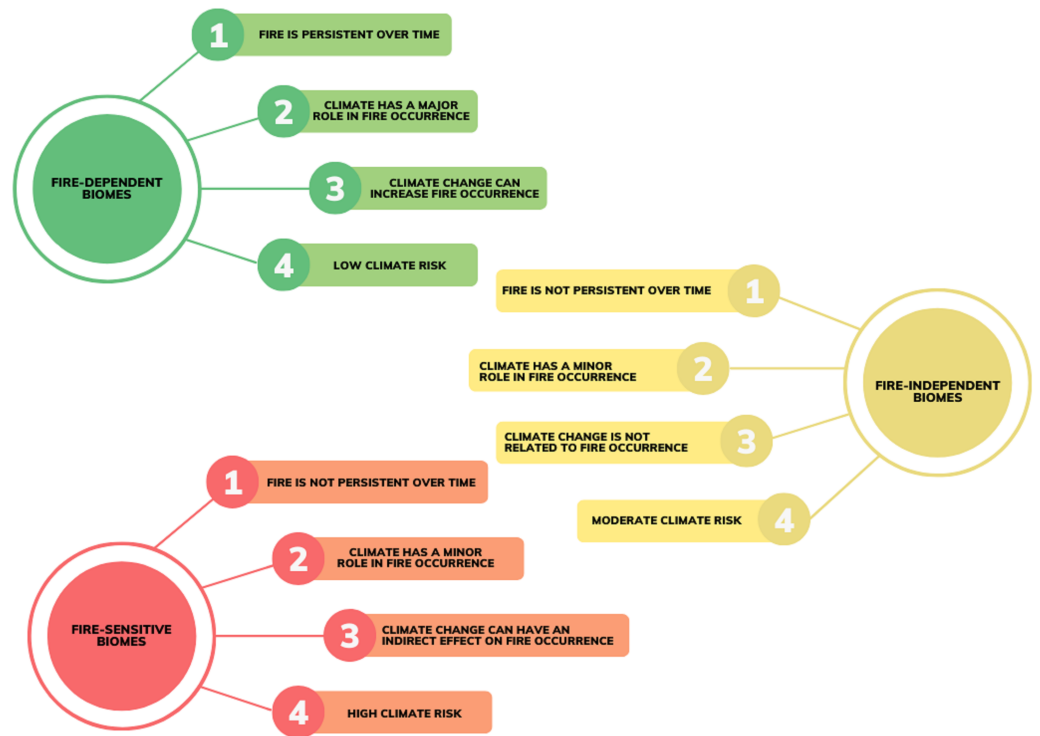 FIRE-DEPENDENT
BIOMES
1
FIRE IS PERSISTENT OVER TIME
2
CLIMATE HAS A MAJOR
ROLE IN FIRE OCCURRENCE
3
CLIMATE CHANGE CAN
INCREASE FIRE OCCURRENCE
4
LOW CLIMATE RISK
FIRE-INDEPENDENT
BIOMES
FIRE IS NOT PERSISTENT OVER TIME
1
CLIMATE HAS A MINOR
ROLE IN FIRE OCCURRENCE
2
CLIMATE CHANGE IS NOT
RELATED TO FIRE OCCURRENCE
3
MODERATE CLIMATE RISK
4
FIRE-SENSITIVE
BIOMES
1
FIRE IS NOT PERSISTENT OVER TIME
2
CLIMATE HAS A MINOR
ROLE IN FIRE OCCURRENCE
3
CLIMATE CHANGE CAN HAVE AN
INDIRECT EFFECT ON FIRE OCCURRENCE
4
HIGH CLIMATE RISK